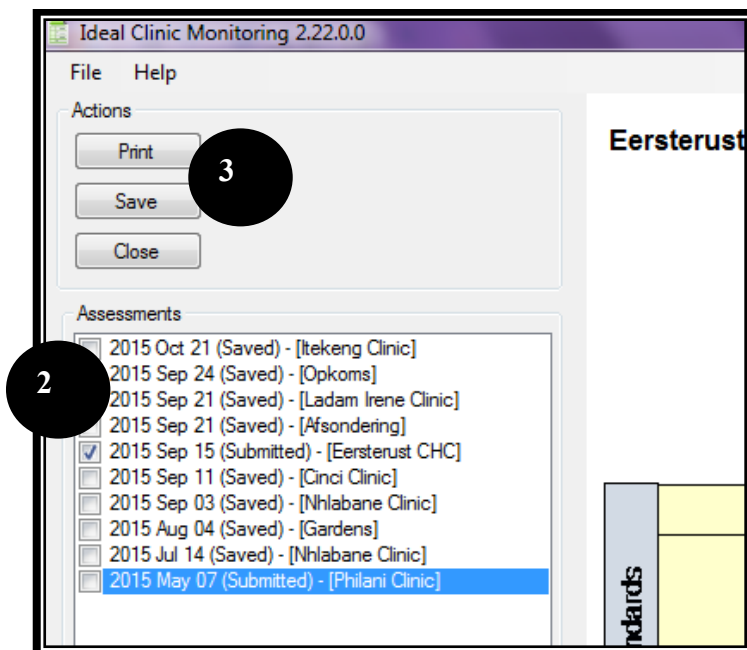 Ideal Clinic Monitoring 2.22.0.0
File Help
Actions
Print
3
Save
Close
Eersterust
Assessments
2015 Oct 21 (Saved) - [Itekeng Clinic]
2015 Sep 24 (Saved) - [Opkoms]
2
2015 Sep 21 (Saved) - [Ladam Irene Clinic]
2015 Sep 21 (Saved) - [Afsondering]
2015 Sep 15 (Submitted) - [Eersterust CHC]
2015 Sep 11 (Saved) - [Cinci Clinic]
2015 Sep 03 (Saved) - [Nhlabane Clinic]
2015 Aug 04 (Saved) - [Gardens]
2015 Jul 14 (Saved) - [Nhlabane Clinic]
2015 May 07 (Submitted) - [Philani Clinic]
ndards